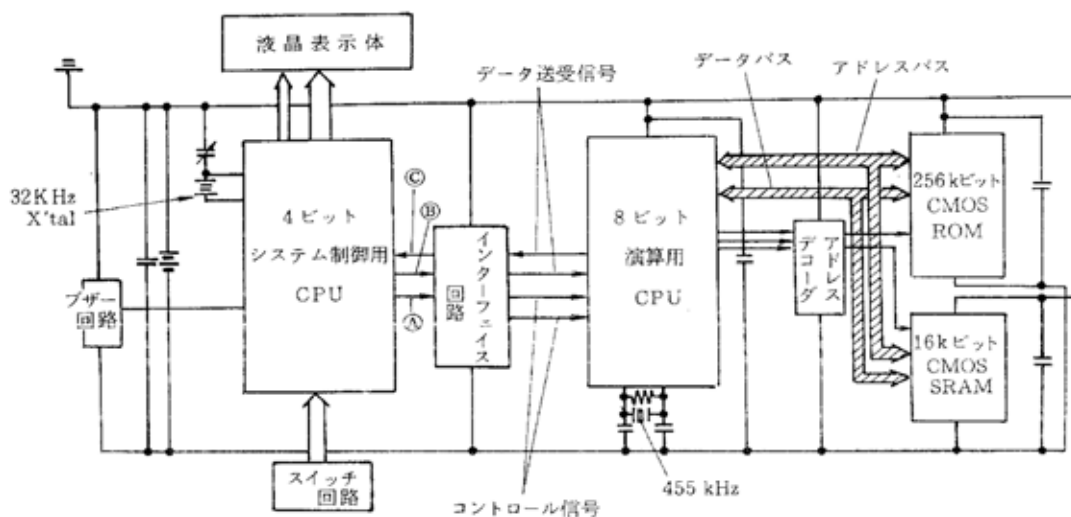 液晶表示体
データ送受信号
データバス
アドレスバス
32KHz
X'tal
4ビット
システム制御用
CPU
Ⓒ
Ⓑ
Ⓐ
インターフェイス
回路
8ビット
演算用
CPU
アドレス
デコーダ
256kビット
CMOS
ROM
16kビット
CMOS
SRAM
ブザー
回路
スイッチ
回路
コントロール信号
455 kHz